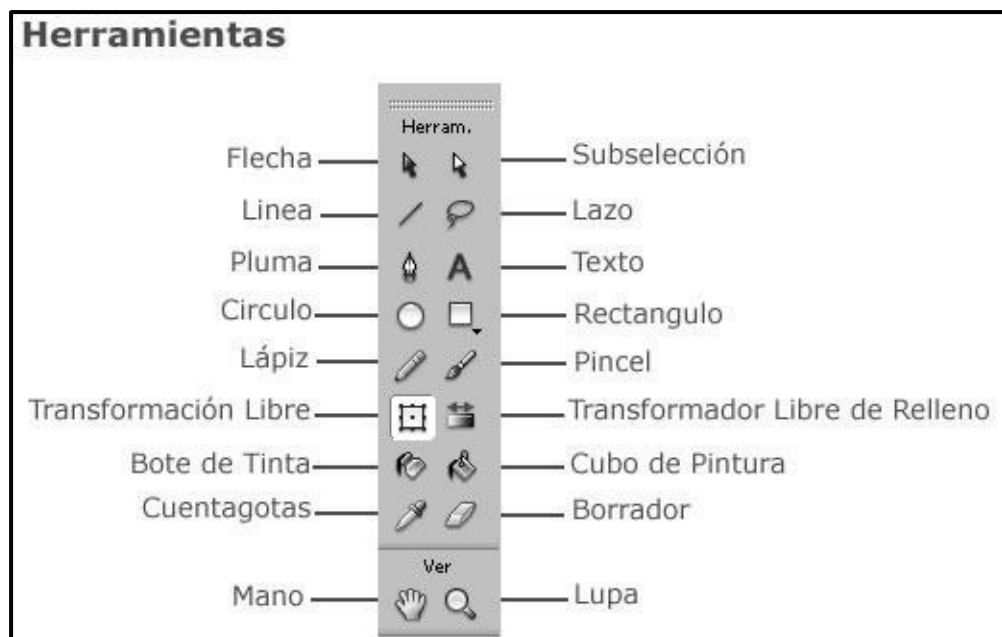 Herramientas
Herram.
Flecha Subselección
Linea Lazo
Pluma Texto
A
Circulo Rectangulo
Lápiz Pincel
Transformación Libre Transformador Libre de Relleno
Bote de Tinta Cubo de Pintura
Cuentagotas Borrador
Ver
Mano Lupa